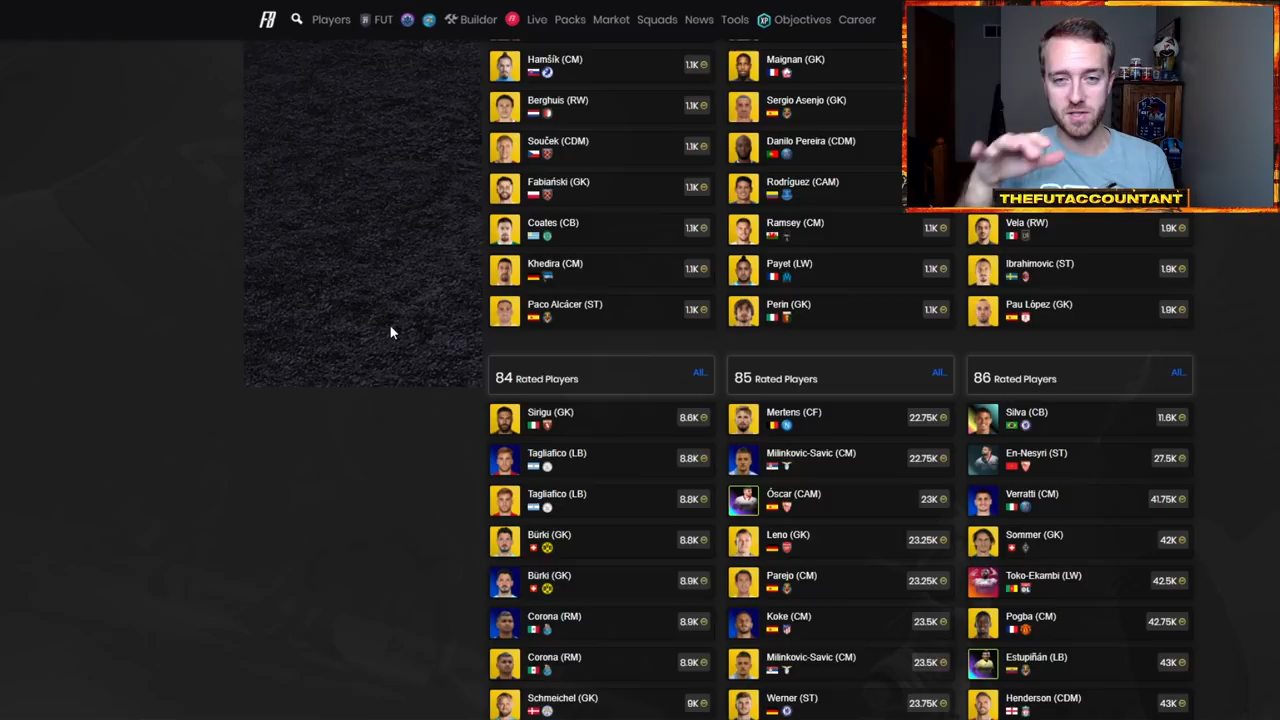 FB Players FUT Builder Live Packs Market Squads News Tools XP Objectives Career
THEFUTACCOUNTANT
Hamšík (CM) 1.1K
Berghuis (RW) 1.1K
Souček (CDM) 1.1K
Fabiański (GK) 1.1K
Coates (CB) 1.1K
Khedira (CM) 1.1K
Paco Alcácer (ST) 1.1K
Maignan (GK)
Sergio Asenjo (GK)
Danilo Pereira (CDM)
Rodríguez (CAM)
Ramsey (CM) 1.1K
Payet (LW) 1.1K
Perin (GK) 1.1K
Vela (RW) 1.9K
Ibrahimovic (ST) 1.9K
Pau López (GK) 1.9K
84 Rated Players All..
Sirigu (GK) 8.6K
Tagliafico (LB) 8.8K
Tagliafico (LB) 8.8K
Bürki (GK) 8.8K
Bürki (GK) 8.9K
Corona (RM) 8.9K
Corona (RM) 8.9K
Schmeichel (GK) 9K
85 Rated Players All..
Mertens (CF) 22.75K
Milinkovic-Savic (CM) 22.75K
Óscar (CAM) 23K
Leno (GK) 23.25K
Parejo (CM) 23.25K
Koke (CM) 23.5K
Milinkovic-Savic (CM) 23.5K
Werner (ST) 23.75K
86 Rated Players All..
Silva (CB) 11.6K
En-Nesyri (ST) 27.5K
Verratti (CM) 41.75K
Sommer (GK) 42K
Toko-Ekambi (LW) 42.5K
Pogba (CM) 42.75K
Estupiñán (LB) 43K
Henderson (CDM) 43K